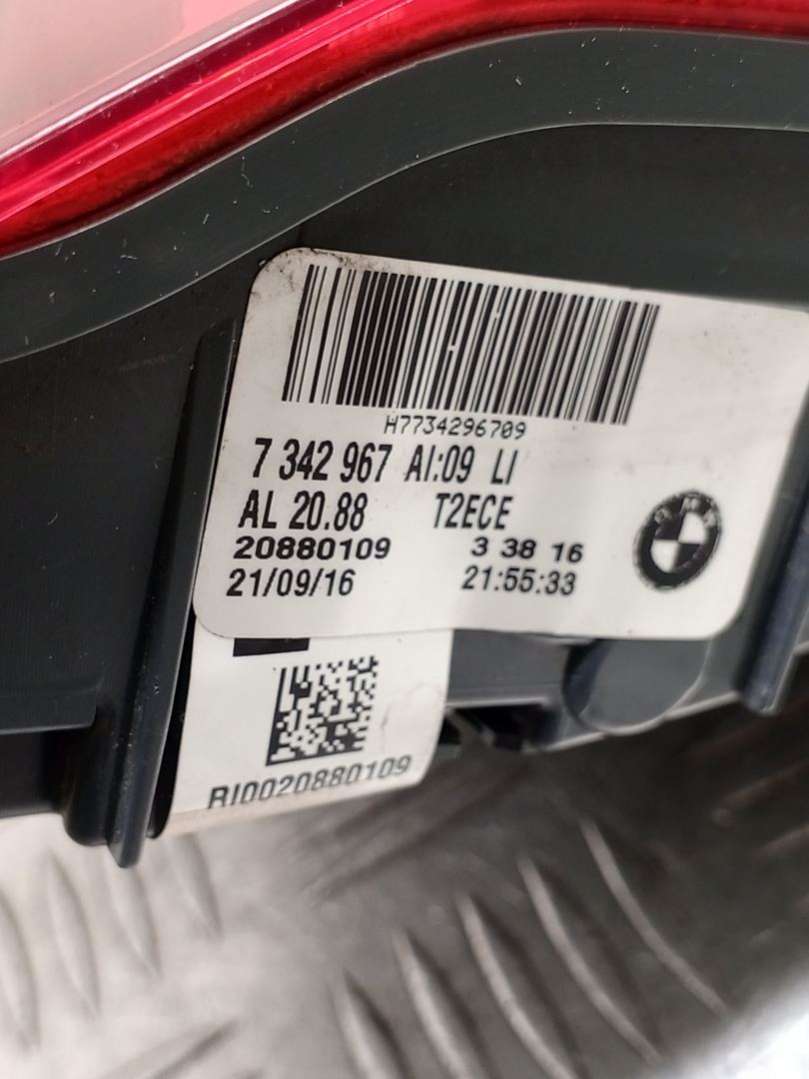 H7734296709
7 342 967 AI:09 LI
AL 20.88 T2ECE
20880109 3 38 16
21/09/16 21:55:33
BMW
RI0020880109